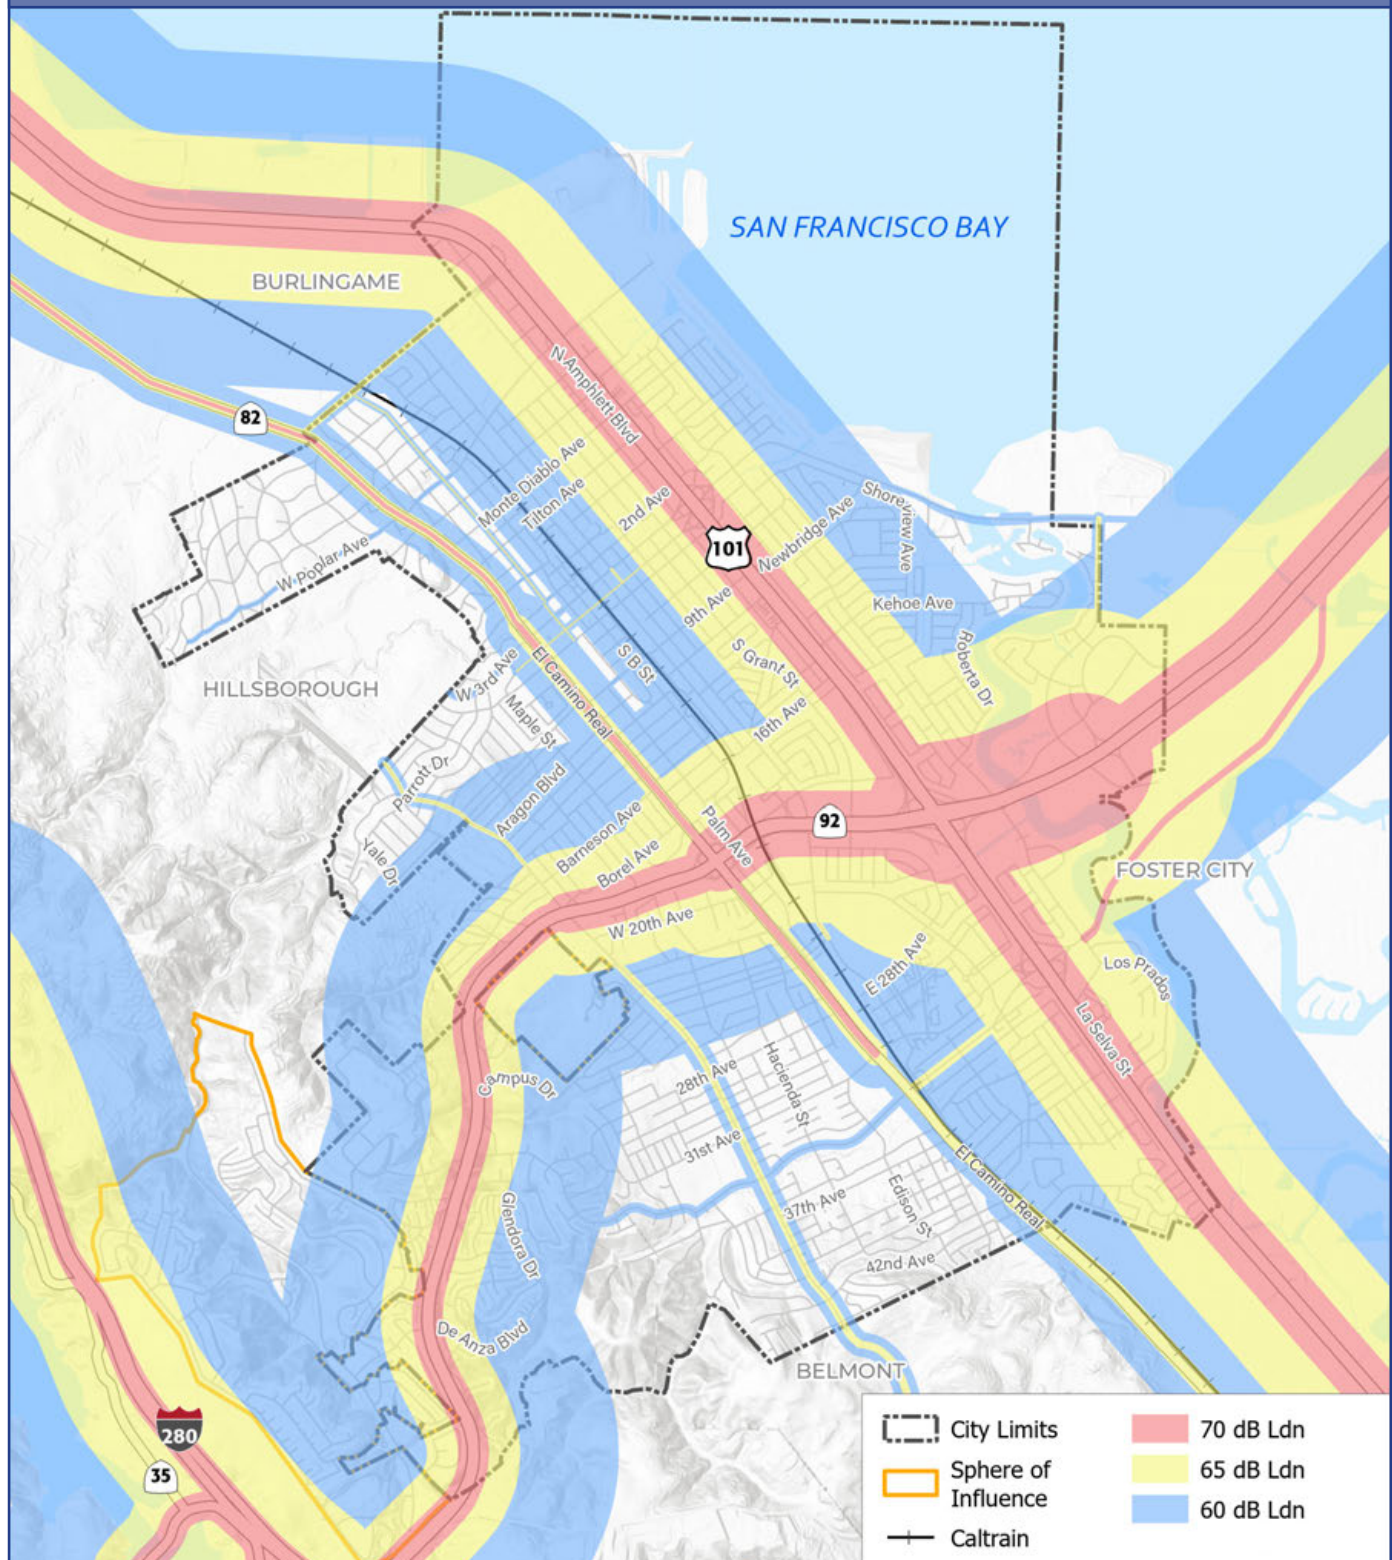 SAN FRANCISCO BAY
BURLINGAME
82
N Amphlett Blvd
Monte Diablo Ave
Tilton Ave
2nd Ave
101
Newbridge Ave
Shoreview Ave
W Poplar Ave
9th Ave
Kehoe Ave
Roberta Dr
S Grant St
S B St
El Camino Real
W 3rd Ave
HILLSBOROUGH
Maple St
16th Ave
Parrott Dr
Aragon Blvd
Barneson Ave
Palm Ave
92
Yale Dr
Borel Ave
FOSTER CITY
W 20th Ave
E 28th Ave
Los Prados
La Selva St
Campus Dr
28th Ave
Hacienda St
31st Ave
El Camino Real
37th Ave
Edison St
Glendora Dr
42nd Ave
De Anza Blvd
BELMONT
280
35
City Limits
Sphere of
Influence
Caltrain
70 dB Ldn
65 dB Ldn
60 dB Ldn